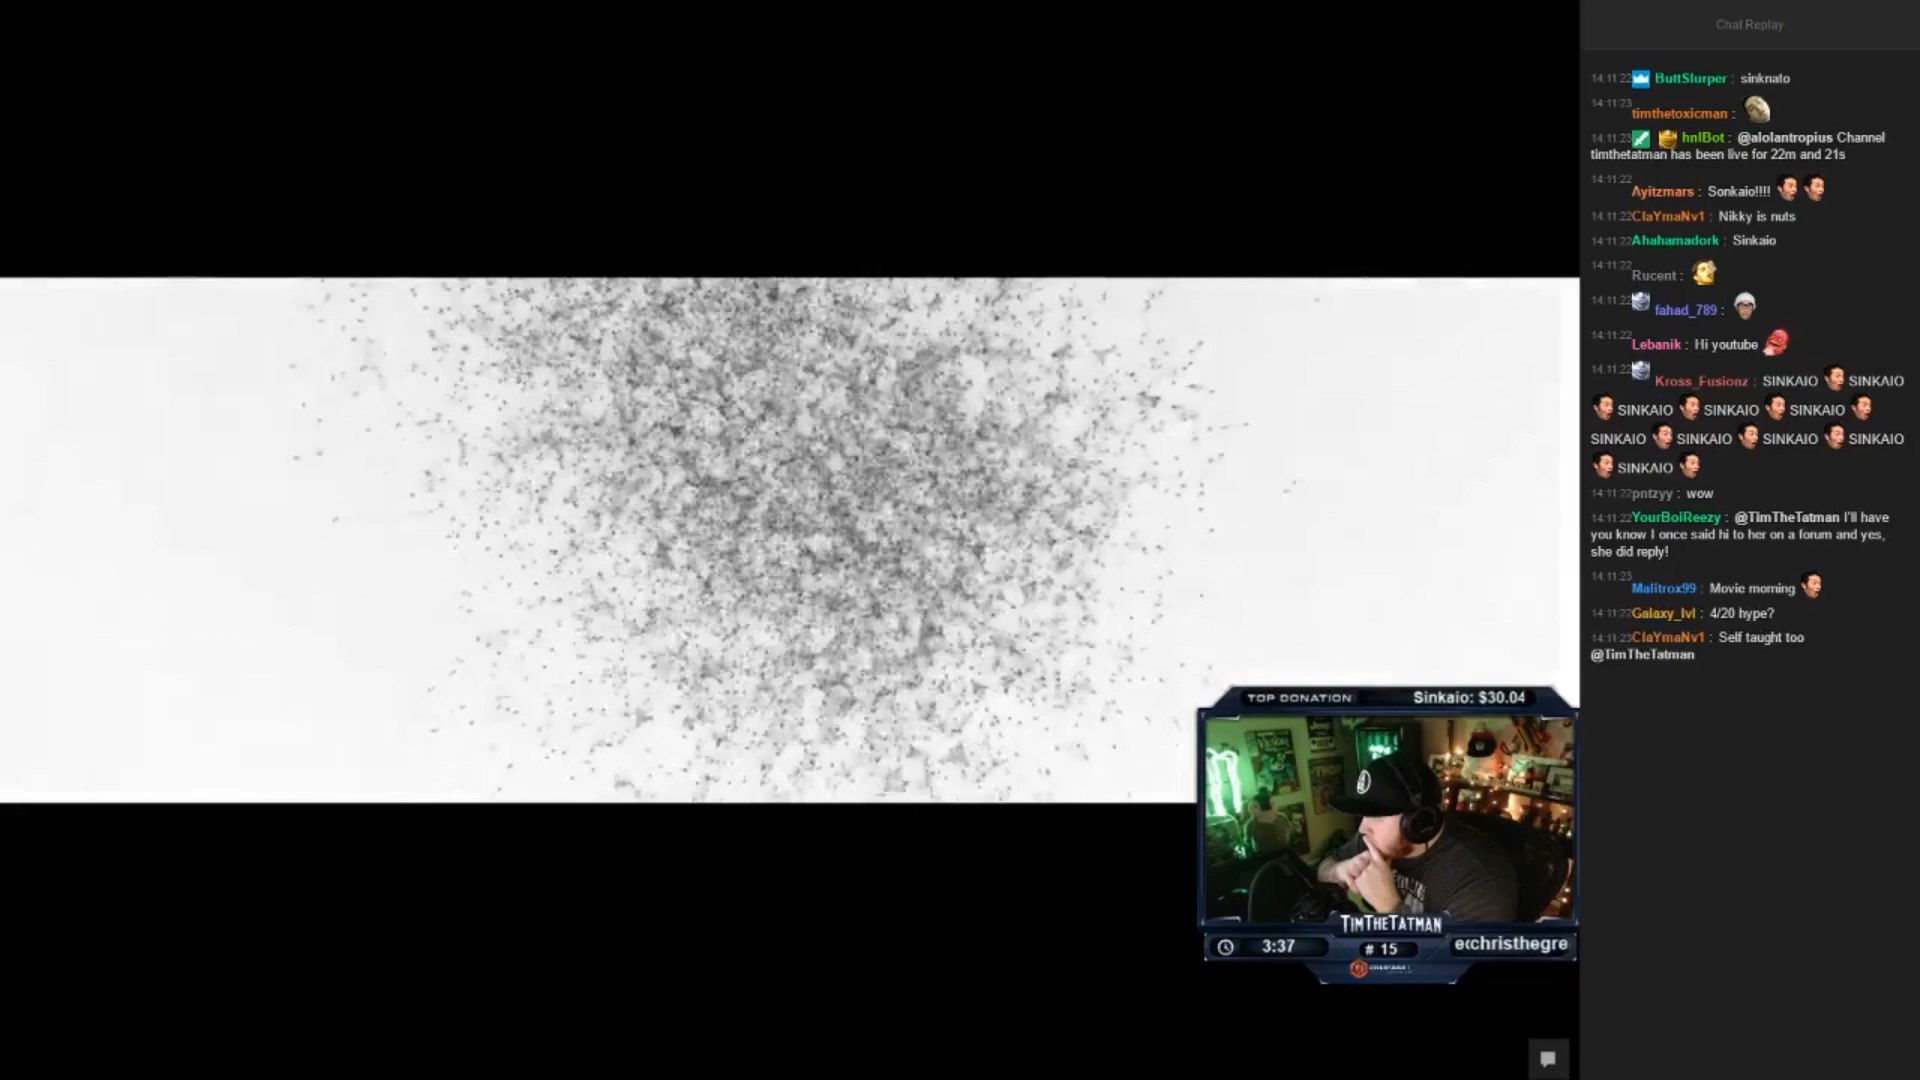 Chat Replay
14:11:22 ButtSlurper : sinknato
14:11:23 timthetoxicman :
14:11:23 hnlBot : @alolantropius Channel
timthetatman has been live for 22m and 21s
14:11:22 Ayitzmars : Sonkaio!!!!
14:11:22 ClaYmaNv1 : Nikky is nuts
14:11:22 Ahahamadork : Sinkaio
14:11:22 Rucent :
14:11:22 fahad_789 :
14:11:22 Lebanik : Hi youtube
14:11:22 Kross_Fusionz : SINKAIO SINKAIO
SINKAIO SINKAIO SINKAIO
SINKAIO SINKAIO SINKAIO SINKAIO
SINKAIO
14:11:22 pntzyy : wow
14:11:22 YourBoiReezy : @TimTheTatman I'll have
you know I once said hi to her on a forum and yes,
she did reply!
14:11:23 Malitrox99 : Movie morning
14:11:22 Galaxy_lvl : 4/20 hype?
14:11:23 ClaYmaNv1 : Self taught too
@TimTheTatman
TOP DONATION Sinkaio: $30.04
TIMTHETATMAN
3:37 # 15 christhegre